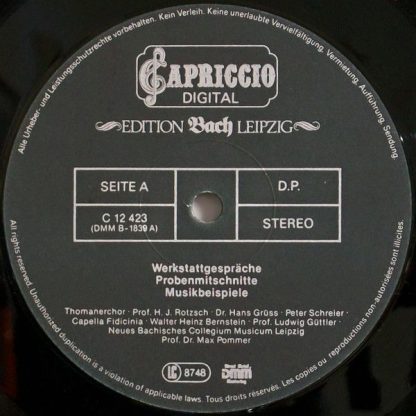 Alle Urheber- und Leistungsschutzrechte vorbehalten. Kein Verleih. Keine unerlaubte Vervielfältigung, Vermietung, Aufführung, Sendung.
CAPRICCIO
DIGITAL
EDITION Bach LEIPZIG
SEITE A
D.P.
C 12 423
(DMM B-1839 A)
STEREO
Werkstattgespräche
Probenmitschnitte
Musikbeispiele
Thomanerchor · Prof. H. J. Rotzsch · Dr. Hans Grüss · Peter Schreier ·
Capella Fidicinia · Walter Heinz Bernstein · Prof. Ludwig Güttler ·
Neues Bachisches Collegium Musicum Leipzig
Prof. Dr. Max Pommer
LC 8748
DMM
All rights reserved. Unauthorized duplication is a violation of applicable laws. Tous droits réservés. Les copies ou reproductions non-autorisées sont illicites.